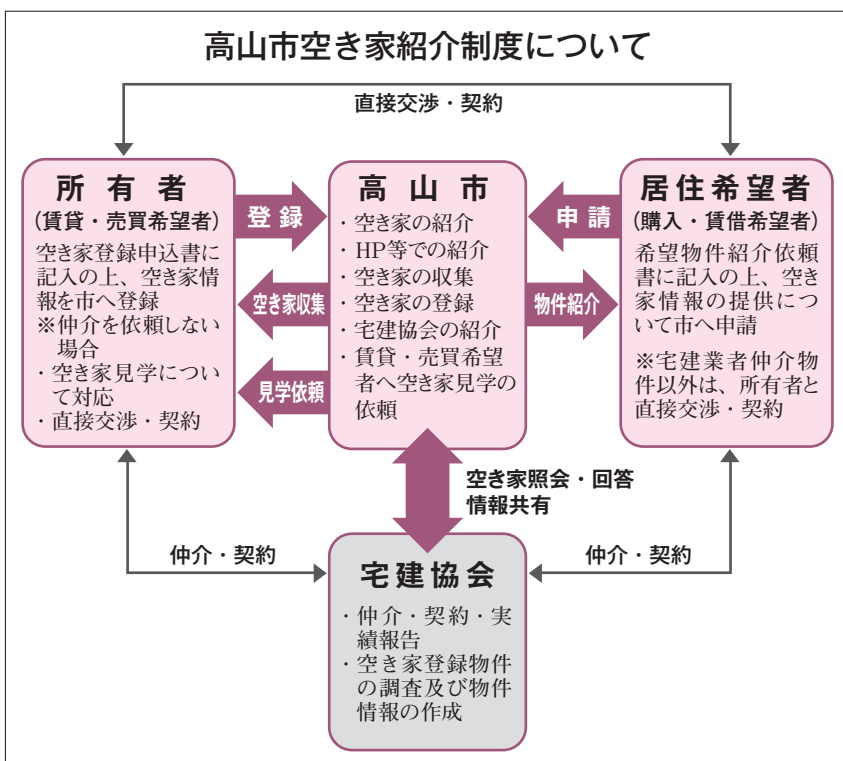 高山市空き家紹介制度について
直接交渉・契約
所有者
(賃貸・売買希望者)
空き家登録申込書に
記入の上、空き家情
報を市へ登録
※仲介を依頼しない
場合
・空き家見学につい
て対応
・直接交渉・契約
登録
空き家収集
見学依頼
高山市
・空き家の紹介
・HP等での紹介
・空き家の収集
・空き家の登録
・宅建協会の紹介
・賃貸・売買希望
者へ空き家見学の
依頼
申請
物件紹介
居住希望者
(購入・賃借希望者)
希望物件紹介依頼
書に記入の上、空き
家情報の提供につ
いて市へ申請
※宅建業者仲介物
件以外は、所有者と
直接交渉・契約
空き家照会・回答
情報共有
仲介・契約
仲介・契約
宅建協会
・仲介・契約・実
績報告
・空き家登録物件
の調査及び物件
情報の作成